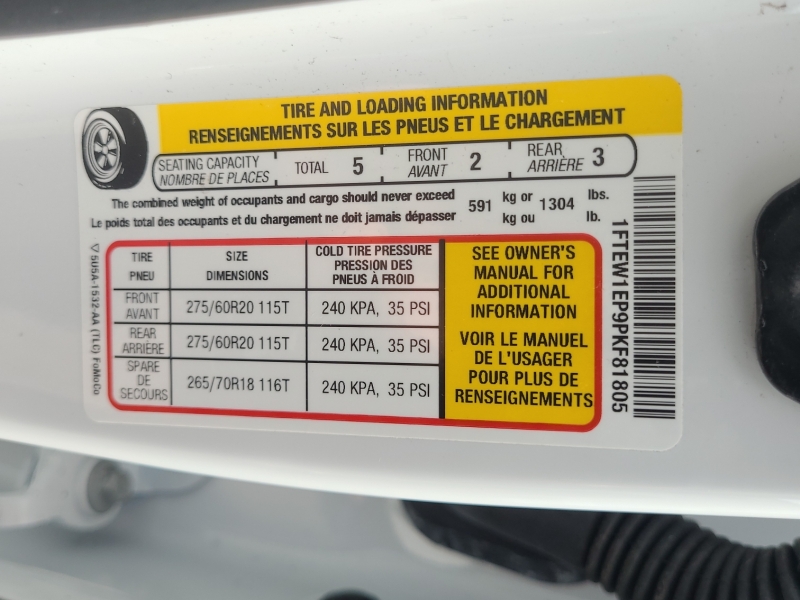 TIRE AND LOADING INFORMATION
RENSEIGNEMENTS SUR LES PNEUS ET LE CHARGEMENT
SEATING CAPACITY
NOMBRE DE PLACES
TOTAL 5
FRONT
AVANT
2
REAR
ARRIÈRE
3
The combined weight of occupants and cargo should never exceed
Le poids total des occupants et du chargement ne doit jamais dépasser
591
kg or
kg ou
1304
lbs.
lb.
TIRE
PNEU
SIZE
DIMENSIONS
COLD TIRE PRESSURE
PRESSION DES
PNEUS À FROID
FRONT
AVANT
275/60R20 115T
240 KPA, 35 PSI
REAR
ARRIÈRE
275/60R20 115T
240 KPA, 35 PSI
SPARE
DE
SECOURS
265/70R18 116T
240 KPA, 35 PSI
SEE OWNER'S
MANUAL FOR
ADDITIONAL
INFORMATION
VOIR LE MANUEL
DE L'USAGER
POUR PLUS DE
RENSEIGNEMENTS
1FTEW1EP9PKF81805
5U5A-1532-AA (TLC) FoMoCo